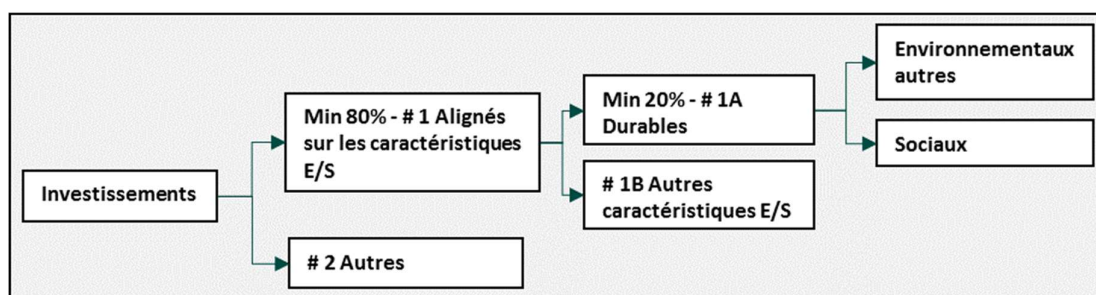 Investissements
Min 80% - # 1 Alignés
sur les caractéristiques
E/S
# 2 Autres
Min 20% - # 1A
Durables
# 1B Autres
caractéristiques E/S
Environnementaux
autres
Sociaux